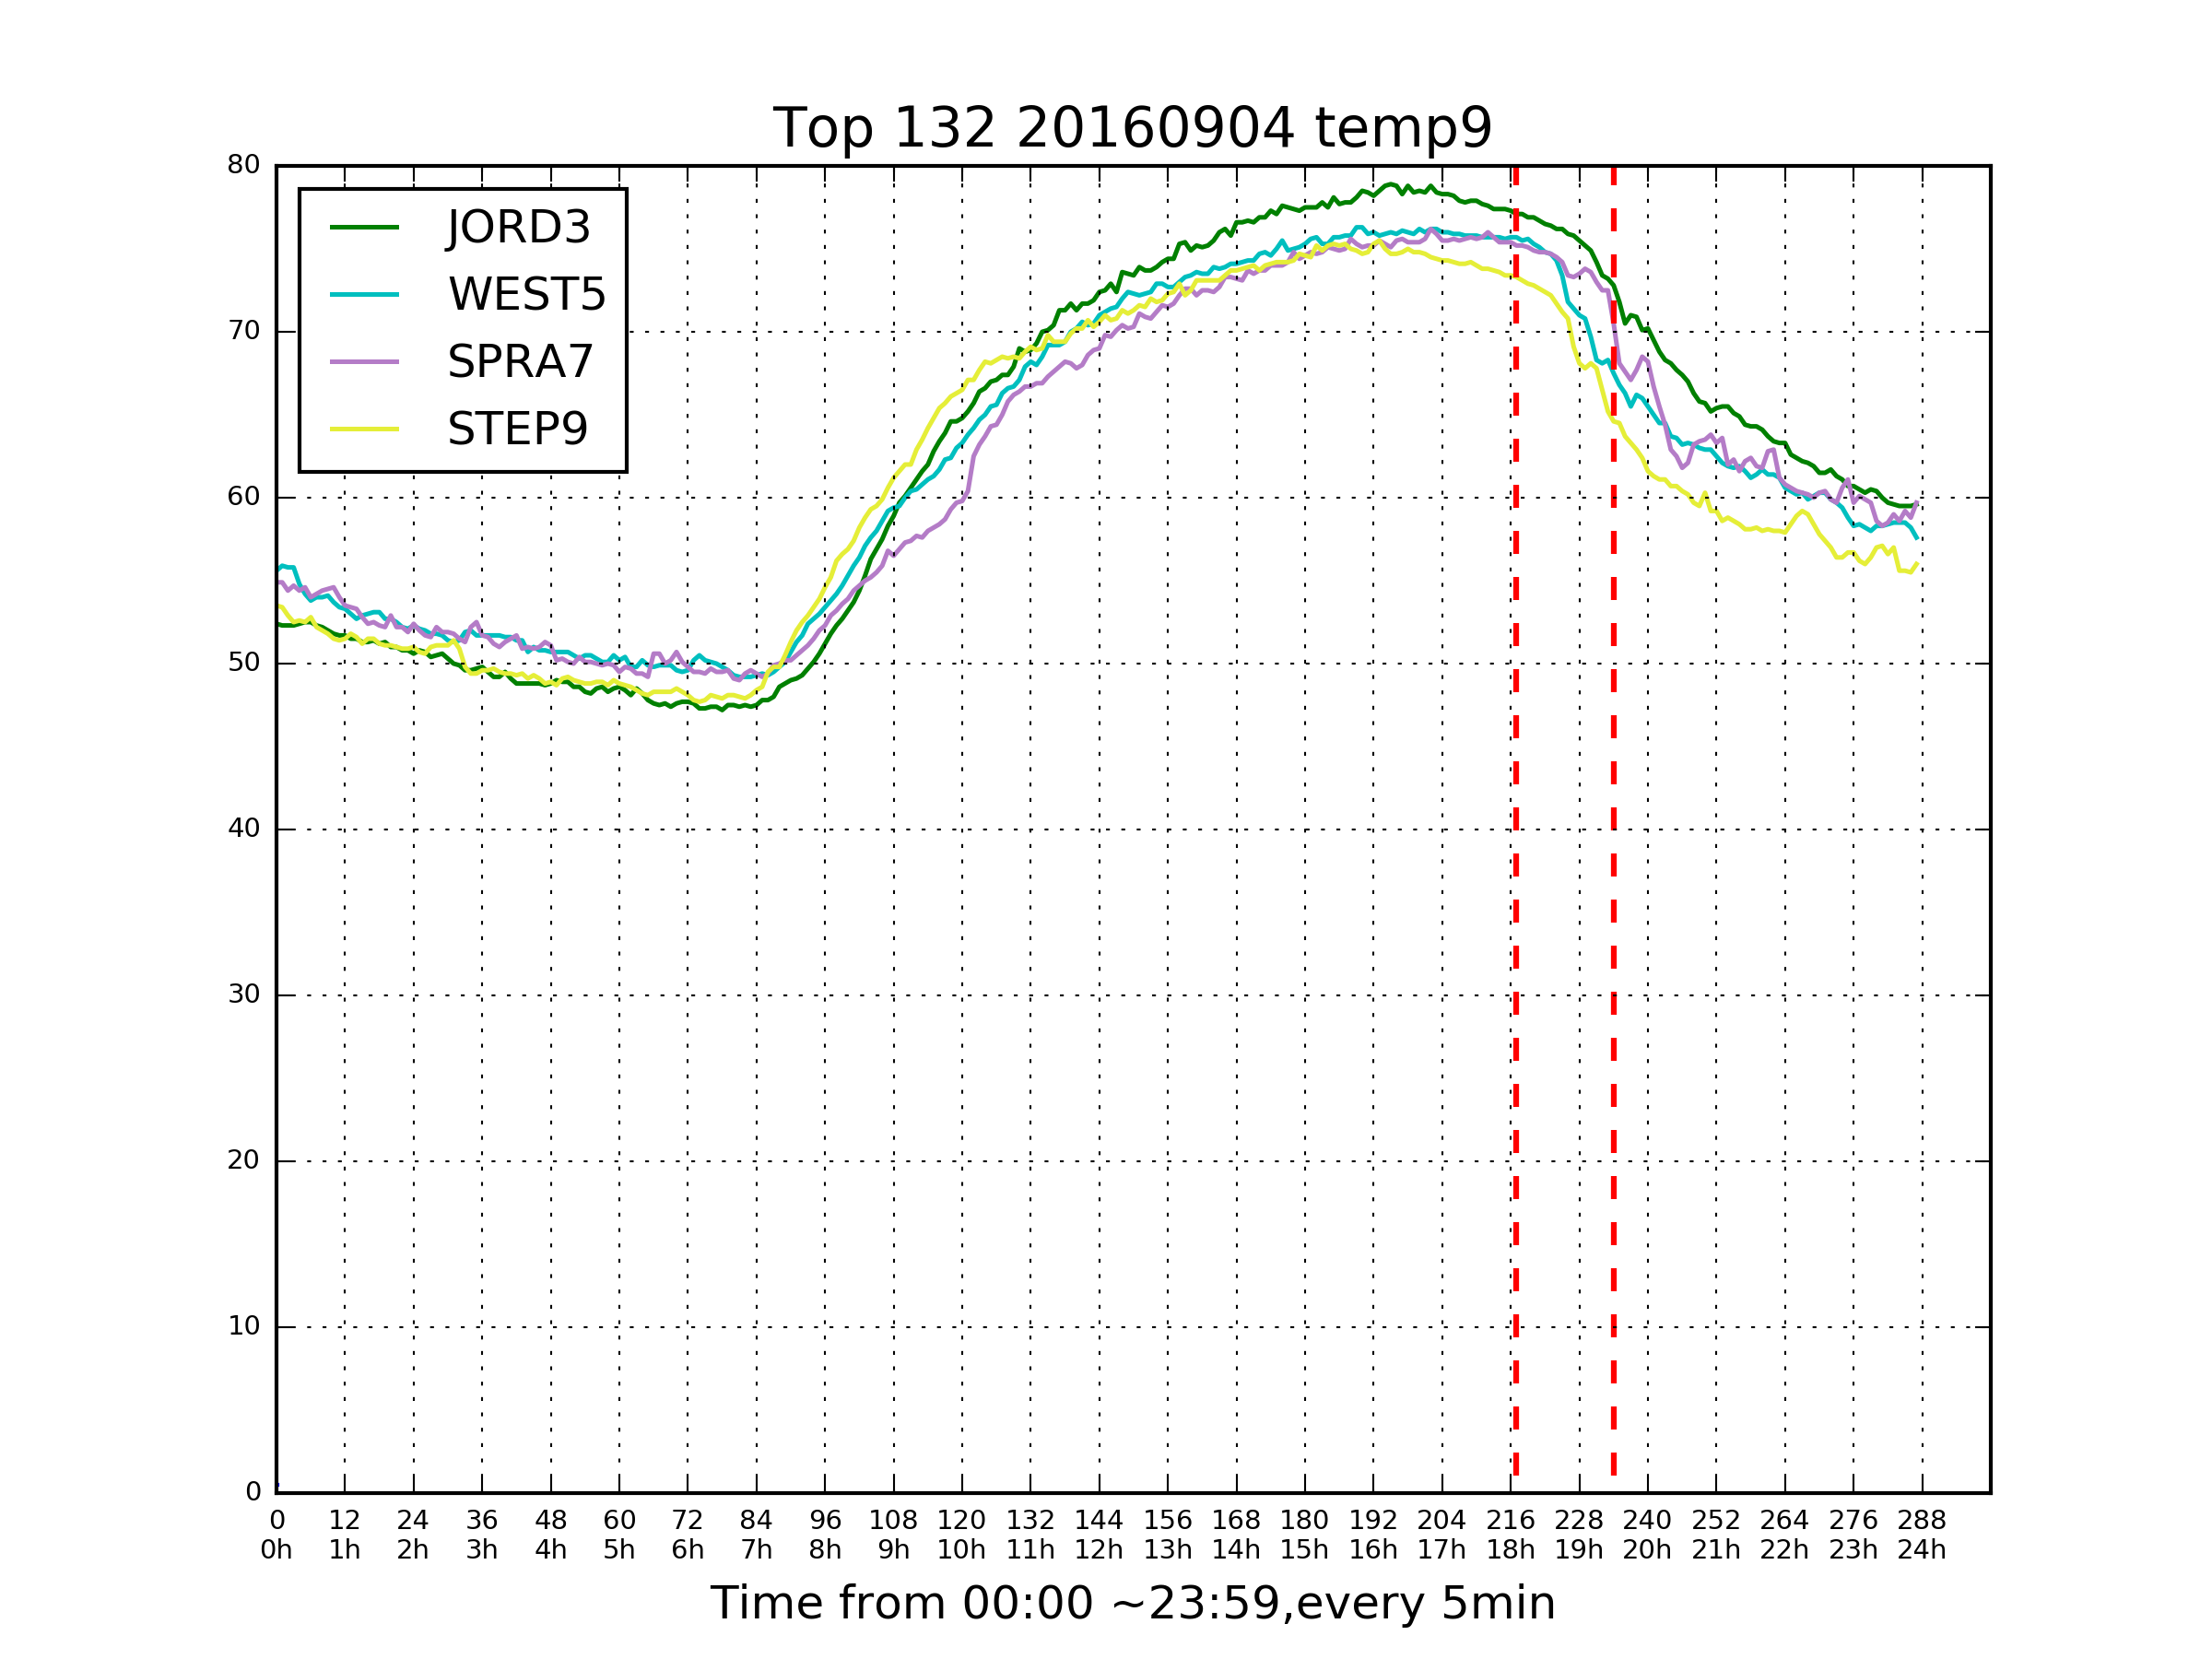 Top 132 20160904 temp9
80
70
60
50
40
30
20
10
0
JORD3
WEST5
SPRA7
STEP9
0 12 24 36 48 60 72 84 96 108 120 132 144 156 168 180 192 204 216 228 240 252 264 276 288
0h 1h 2h 3h 4h 5h 6h 7h 8h 9h 10h 11h 12h 13h 14h 15h 16h 17h 18h 19h 20h 21h 22h 23h 24h
Time from 00:00 ~23:59,every 5min